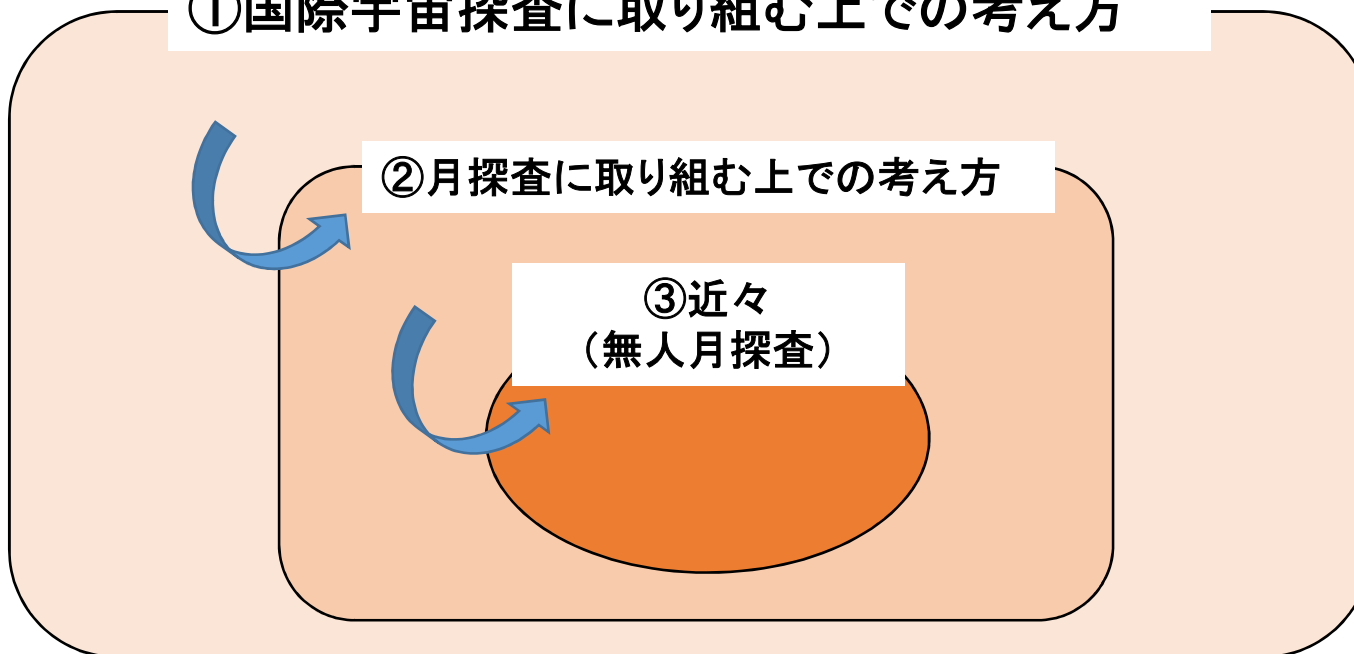 ①国際宇宙探査に取り組む上での考え方
②月探査に取り組む上での考え方
③近々
（無人月探査）